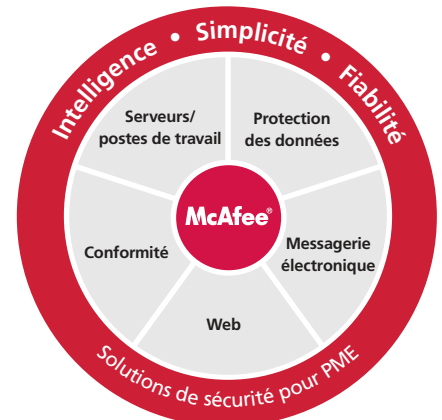 Intelligence • Simplicité • Fiabilité
Serveurs/
postes de travail
Protection
des données
McAfee®
Conformité
Messagerie
électronique
Web
Solutions de sécurité pour PME